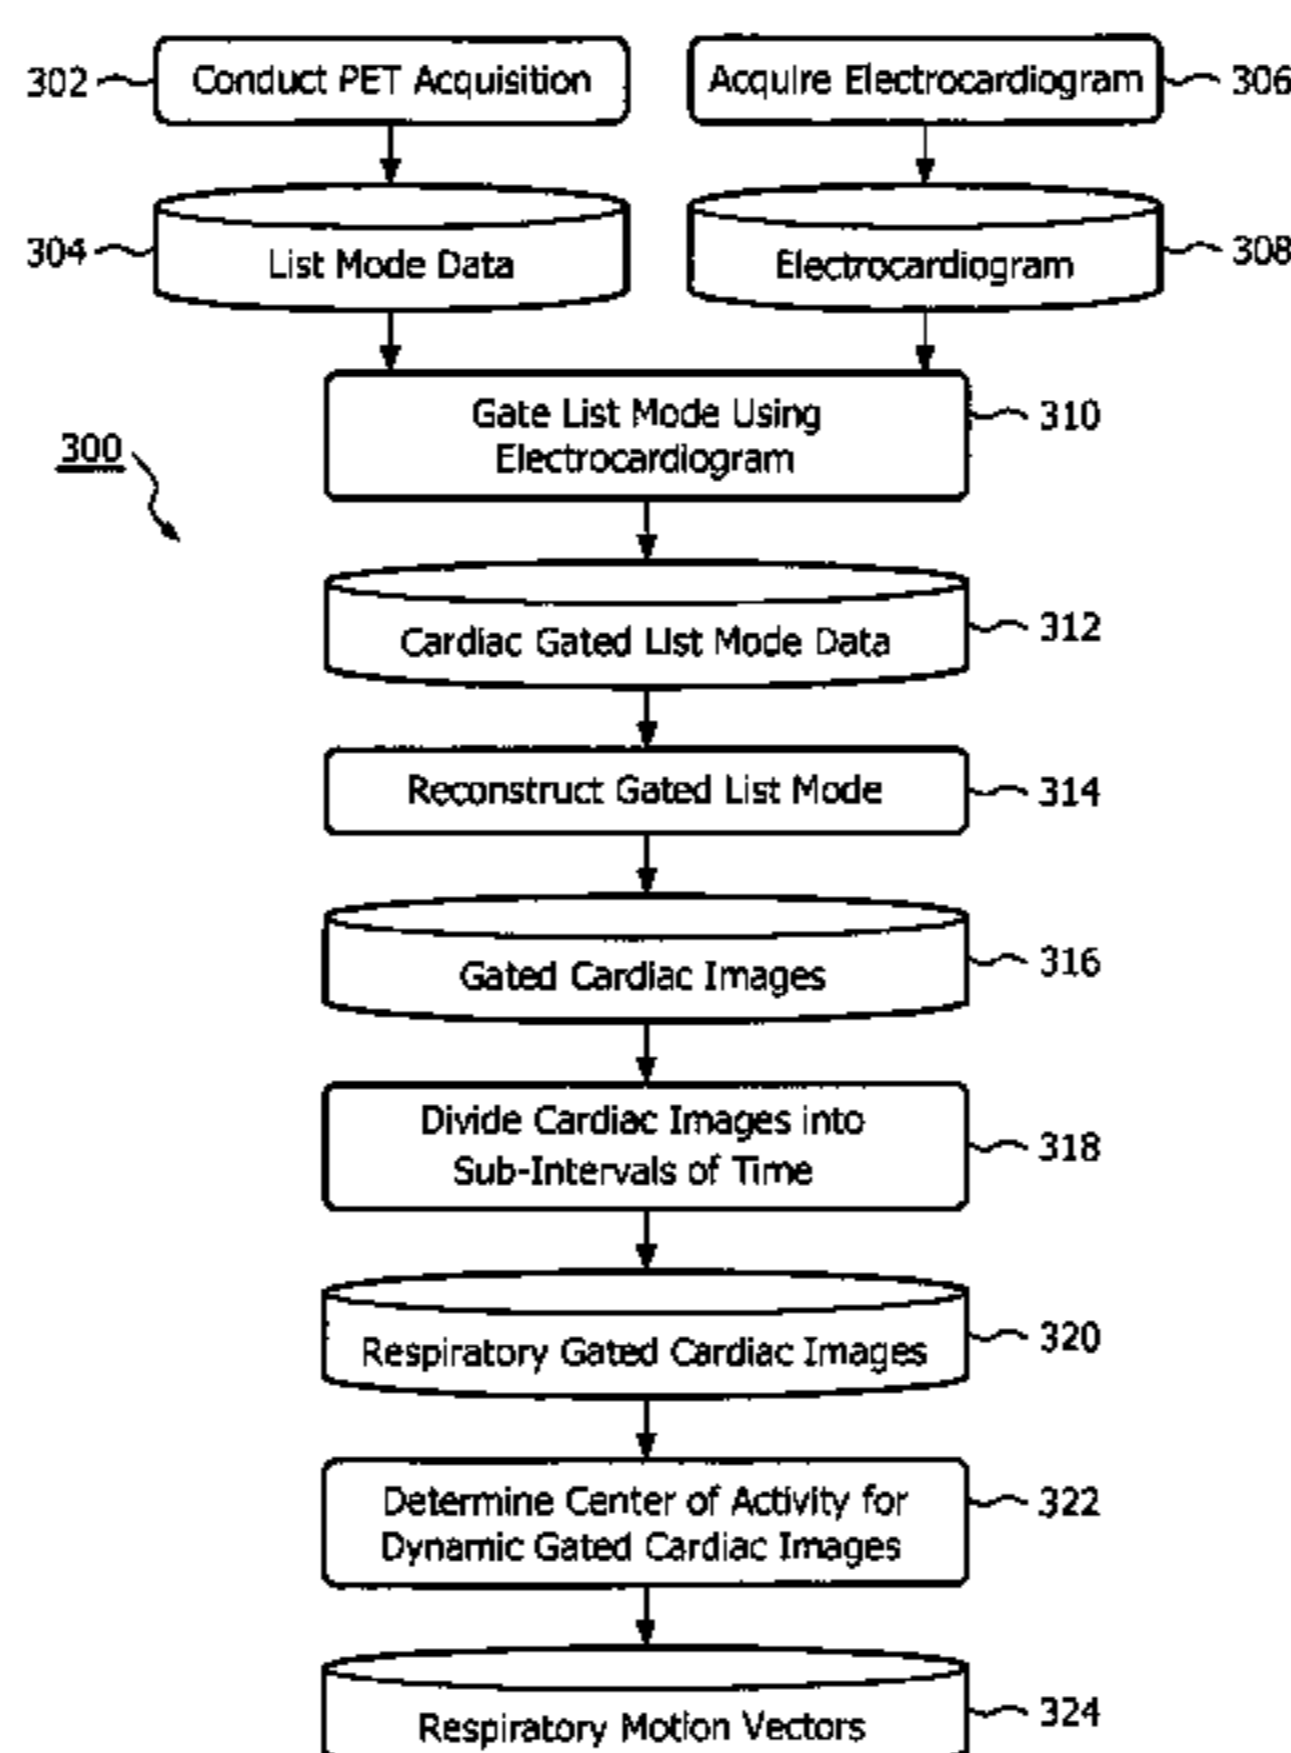 302
Conduct PET Acquisition
Acquire Electrocardiogram
306
304
List Mode Data
Electrocardiogram
308
Gate List Mode Using
Electrocardiogram
310
300
Cardiac Gated List Mode Data
312
Reconstruct Gated List Mode
314
Gated Cardiac Images
316
Divide Cardiac Images into
Sub-Intervals of Time
318
Respiratory Gated Cardiac Images
320
Determine Center of Activity for
Dynamic Gated Cardiac Images
322
Respiratory Motion Vectors
324